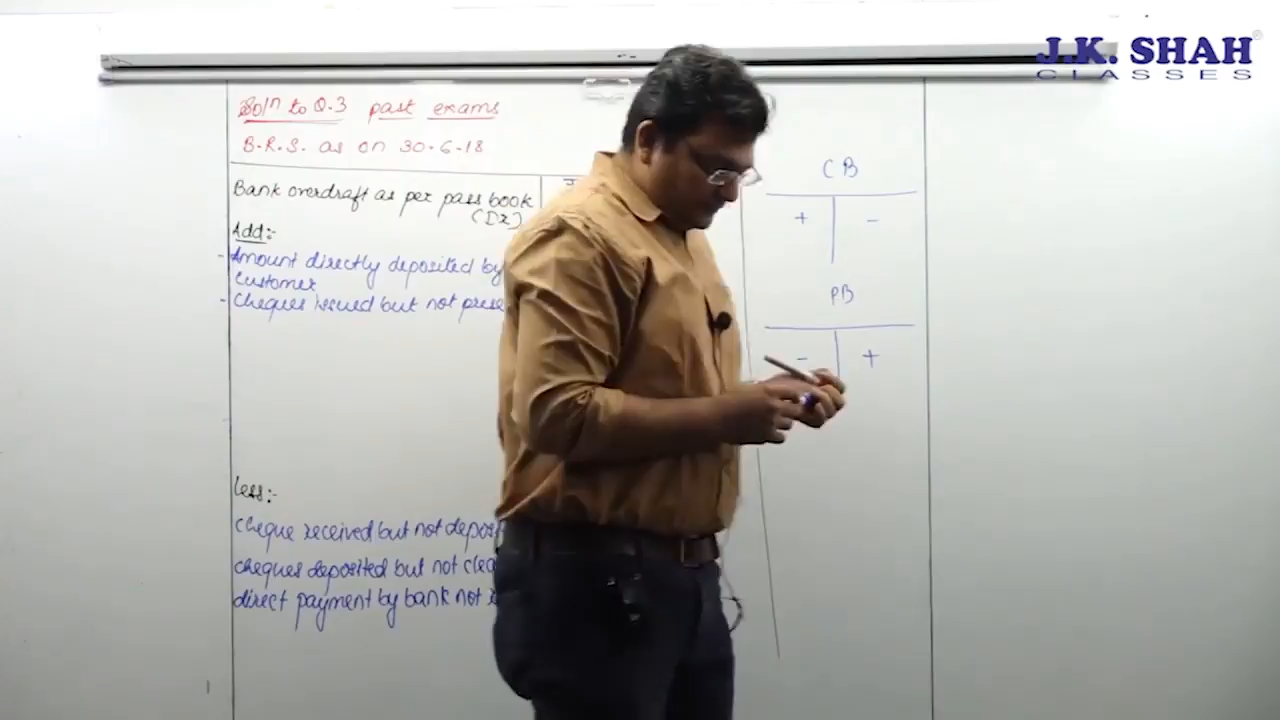 J.K. SHAH
CLASSES
Sol/n to Q.3 past exams
B.R.S. as on 30-6-18
Bank overdraft as per pass book
(Dr)
Add:-
- Amount directly deposited by
customer
- Cheques issued but not prese
Less:-
Cheque received but not depos
cheques deposited but not clea
direct payment by bank not
CB
+ -
PB
- +